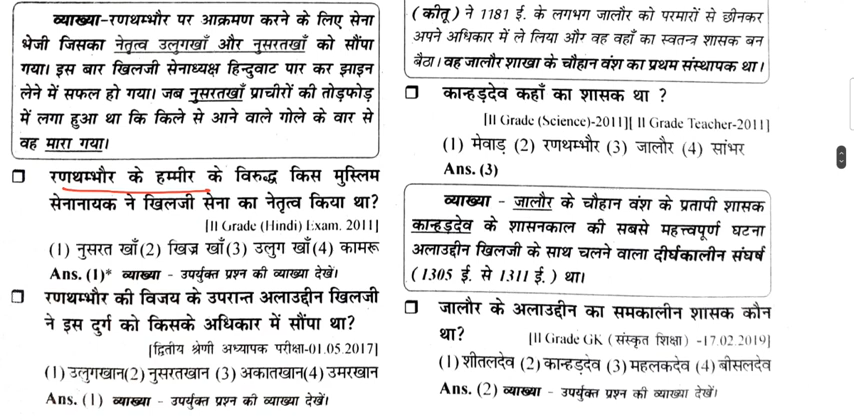 व्याख्या-रणथम्भौर पर आक्रमण करने के लिए सेना
भेजी जिसका नेतृत्व उलुगखाँ और नुसरतखाँ को सौंपा
गया। इस बार खिलजी सेनाध्यक्ष हिन्दुवाट पार कर झाइन
लेने में सफल हो गया। जब नुसरतखाँ प्राचीरों की तोड़फोड़
में लगा हुआ था कि किले से आने वाले गोले के वार से
वह मारा गया।
रणथम्भौर के हम्मीर के विरुद्ध किस मुस्लिम
सेनानायक ने खिलजी सेना का नेतृत्व किया था?
[II Grade (Hindi) Exam. 2011]
(1) नुसरत खाँ(2) खिज्र खाँ(3) उलुग खाँ(4) कामरू
Ans. (1)* व्याख्या - उपर्युक्त प्रश्न की व्याख्या देखें।
रणथम्भौर की विजय के उपरान्त अलाउद्दीन खिलजी
ने इस दुर्ग को किसके अधिकार में सौंपा था?
[द्वितीय श्रेणी अध्यापक परीक्षा-01.05.2017]
(1) उलुगखान(2) नुसरतखान (3) अकातखान(4) उमरखान
Ans. (1) व्याख्या - उपर्युक्त प्रश्न की व्याख्या देखें।
(कीतू) ने 1181 ई. के लगभग जालौर को परमारों से छीनकर
अपने अधिकार में ले लिया और वह वहाँ का स्वतन्त्र शासक बन
बैठा। वह जालौर शाखा के चौहान वंश का प्रथम संस्थापक था।
कान्हड़देव कहाँ का शासक था ?
[II Grade (Science)-2011][ II Grade Teacher-2011]
(1) मेवाड़ (2) रणथम्भौर (3) जालौर (4) सांभर
Ans. (3)
व्याख्या - जालौर के चौहान वंश के प्रतापी शासक
कान्हड़देव के शासनकाल की सबसे महत्त्वपूर्ण घटना
अलाउद्दीन खिलजी के साथ चलने वाला दीर्घकालीन संघर्ष
(1305 ई. से 1311 ई.) था।
जालौर के अलाउद्दीन का समकालीन शासक कौन
था? [II Grade GK (संस्कृत शिक्षा) -17.02.2019]
(1) शीतलदेव (2) कान्हड़देव (3) महलकदेव (4) बीसलदेव
Ans. (2) व्याख्या - उपर्युक्त प्रश्न की व्याख्या देखें।